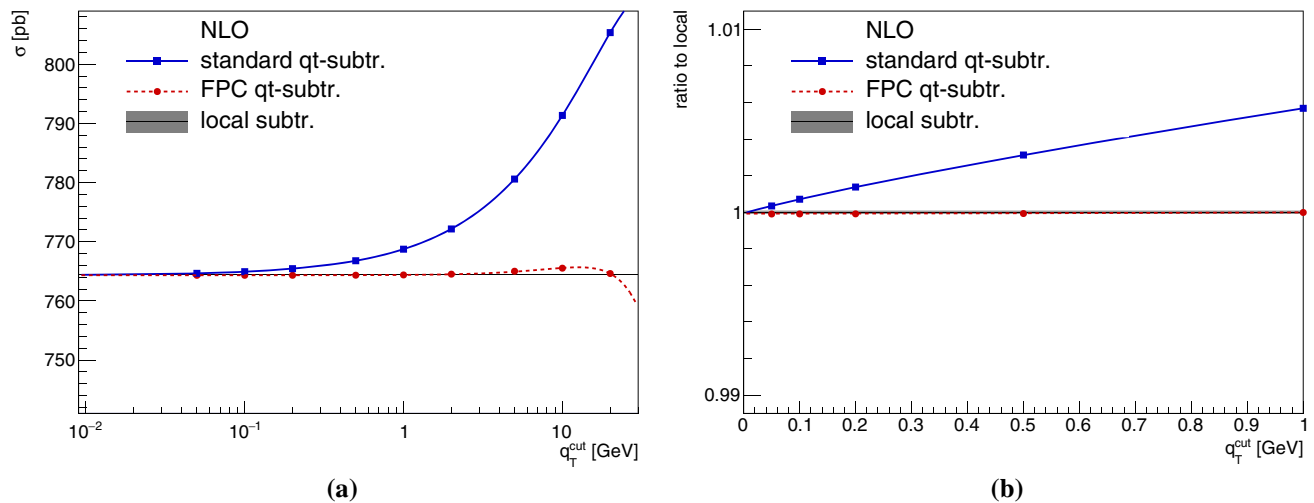 σ [pb]
NLO
standard qt-subtr.
FPC qt-subtr.
local subtr.
800
790
780
770
760
750
10⁻²
10⁻¹
1
10
q_T^cut [GeV]
(a)
ratio to local
1.01
NLO
standard qt-subtr.
FPC qt-subtr.
local subtr.
1
0.99
0 0.1 0.2 0.3 0.4 0.5 0.6 0.7 0.8 0.9 1
q_T^cut [GeV]
(b)